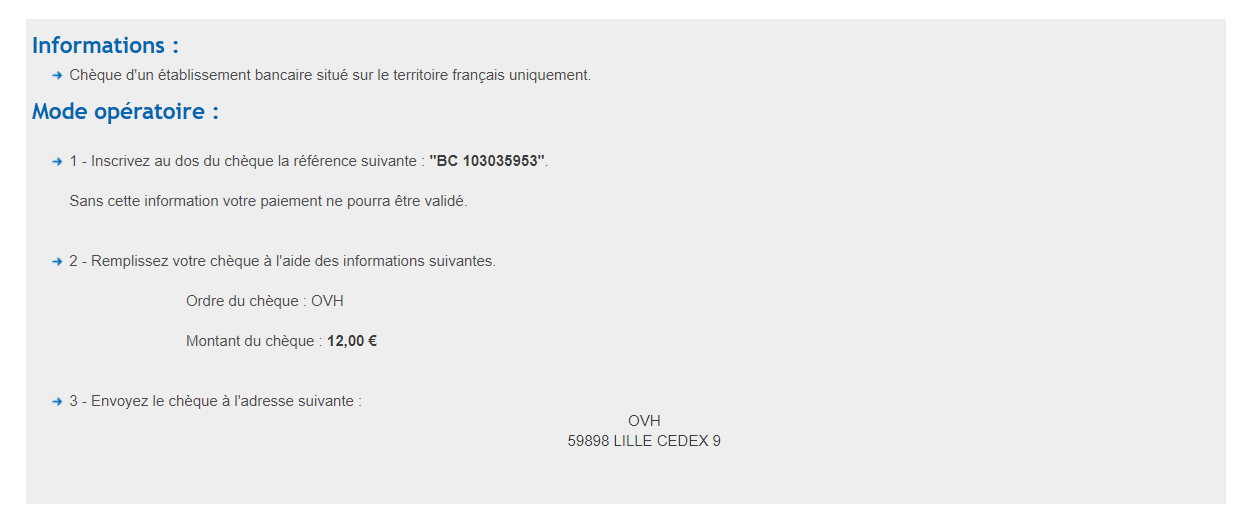 Informations :
Chèque d'un établissement bancaire situé sur le territoire français uniquement.
Mode opératoire :
1 - Inscrivez au dos du chèque la référence suivante : "BC 103035953".
Sans cette information votre paiement ne pourra être validé.
2 - Remplissez votre chèque à l'aide des informations suivantes.
Ordre du chèque : OVH
Montant du chèque : 12,00 €
3 - Envoyez le chèque à l'adresse suivante :
OVH
59898 LILLE CEDEX 9